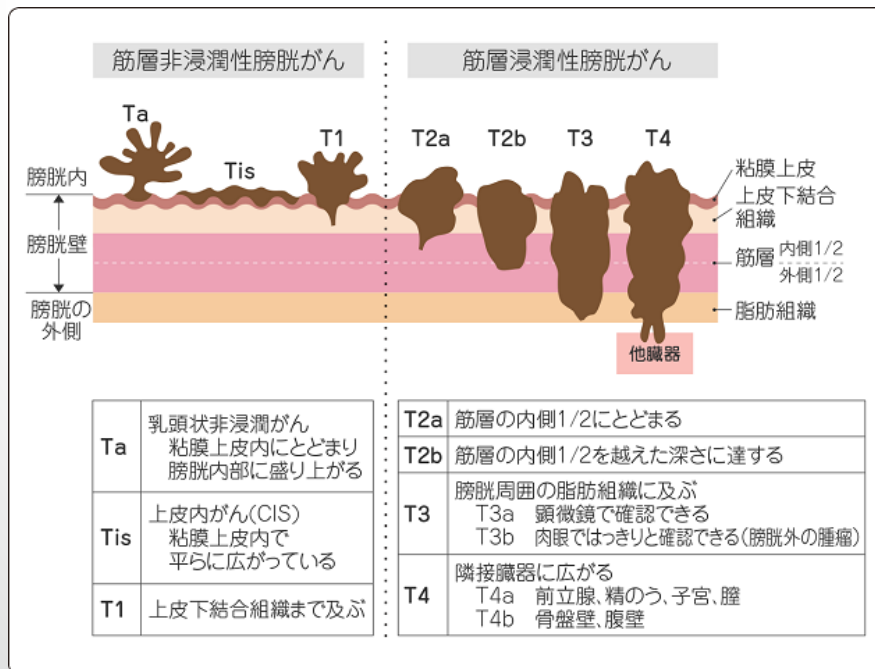 筋層非浸潤性膀胱がん
筋層浸潤性膀胱がん
Ta
Tis
T1
T2a
T2b
T3
T4
膀胱内
膀胱壁
膀胱の
外側
粘膜上皮
上皮下結合
組織
筋層
内側1/2
外側1/2
脂肪組織
他臓器
Ta
乳頭状非浸潤がん
粘膜上皮内にとどまり
膀胱内部に盛り上がる
Tis
上皮内がん(CIS)
粘膜上皮内で
平らに広がっている
T1
上皮下結合組織まで及ぶ
T2a 筋層の内側1/2にとどまる
T2b 筋層の内側1/2を越えた深さに達する
T3
膀胱周囲の脂肪組織に及ぶ
T3a 顕微鏡で確認できる
T3b 肉眼ではっきりと確認できる(膀胱外の腫瘤)
T4
隣接臓器に広がる
T4a 前立腺、精のう、子宮、膣
T4b 骨盤壁、腹壁